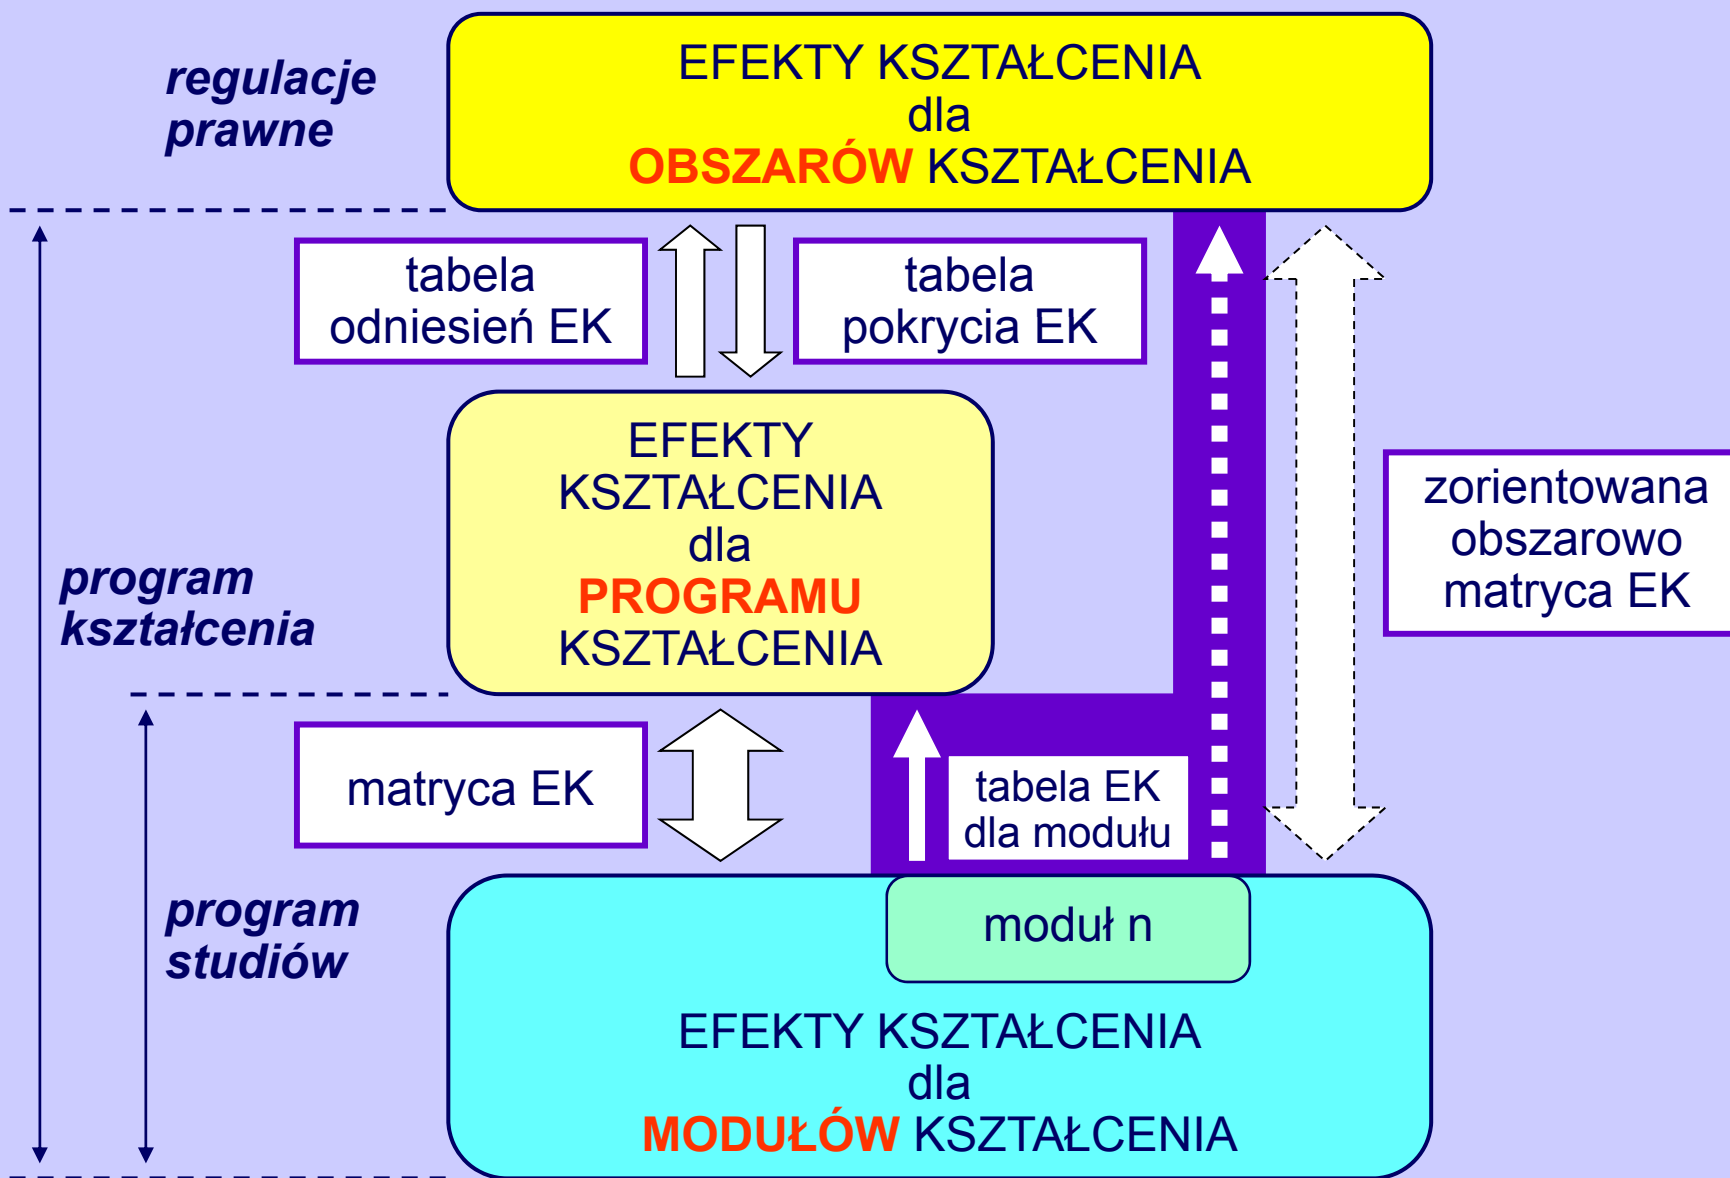 regulacje
prawne
EFEKTY KSZTAŁCENIA
dla
OBSZARÓW KSZTAŁCENIA
tabela
odniesień EK
tabela
pokrycia EK
EFEKTY
KSZTAŁCENIA
dla
PROGRAMU
KSZTAŁCENIA
zorientowana
obszarowo
matryca EK
program
kształcenia
matryca EK
tabela EK
dla modułu
program
studiów
moduł n
EFEKTY KSZTAŁCENIA
dla
MODUŁÓW KSZTAŁCENIA